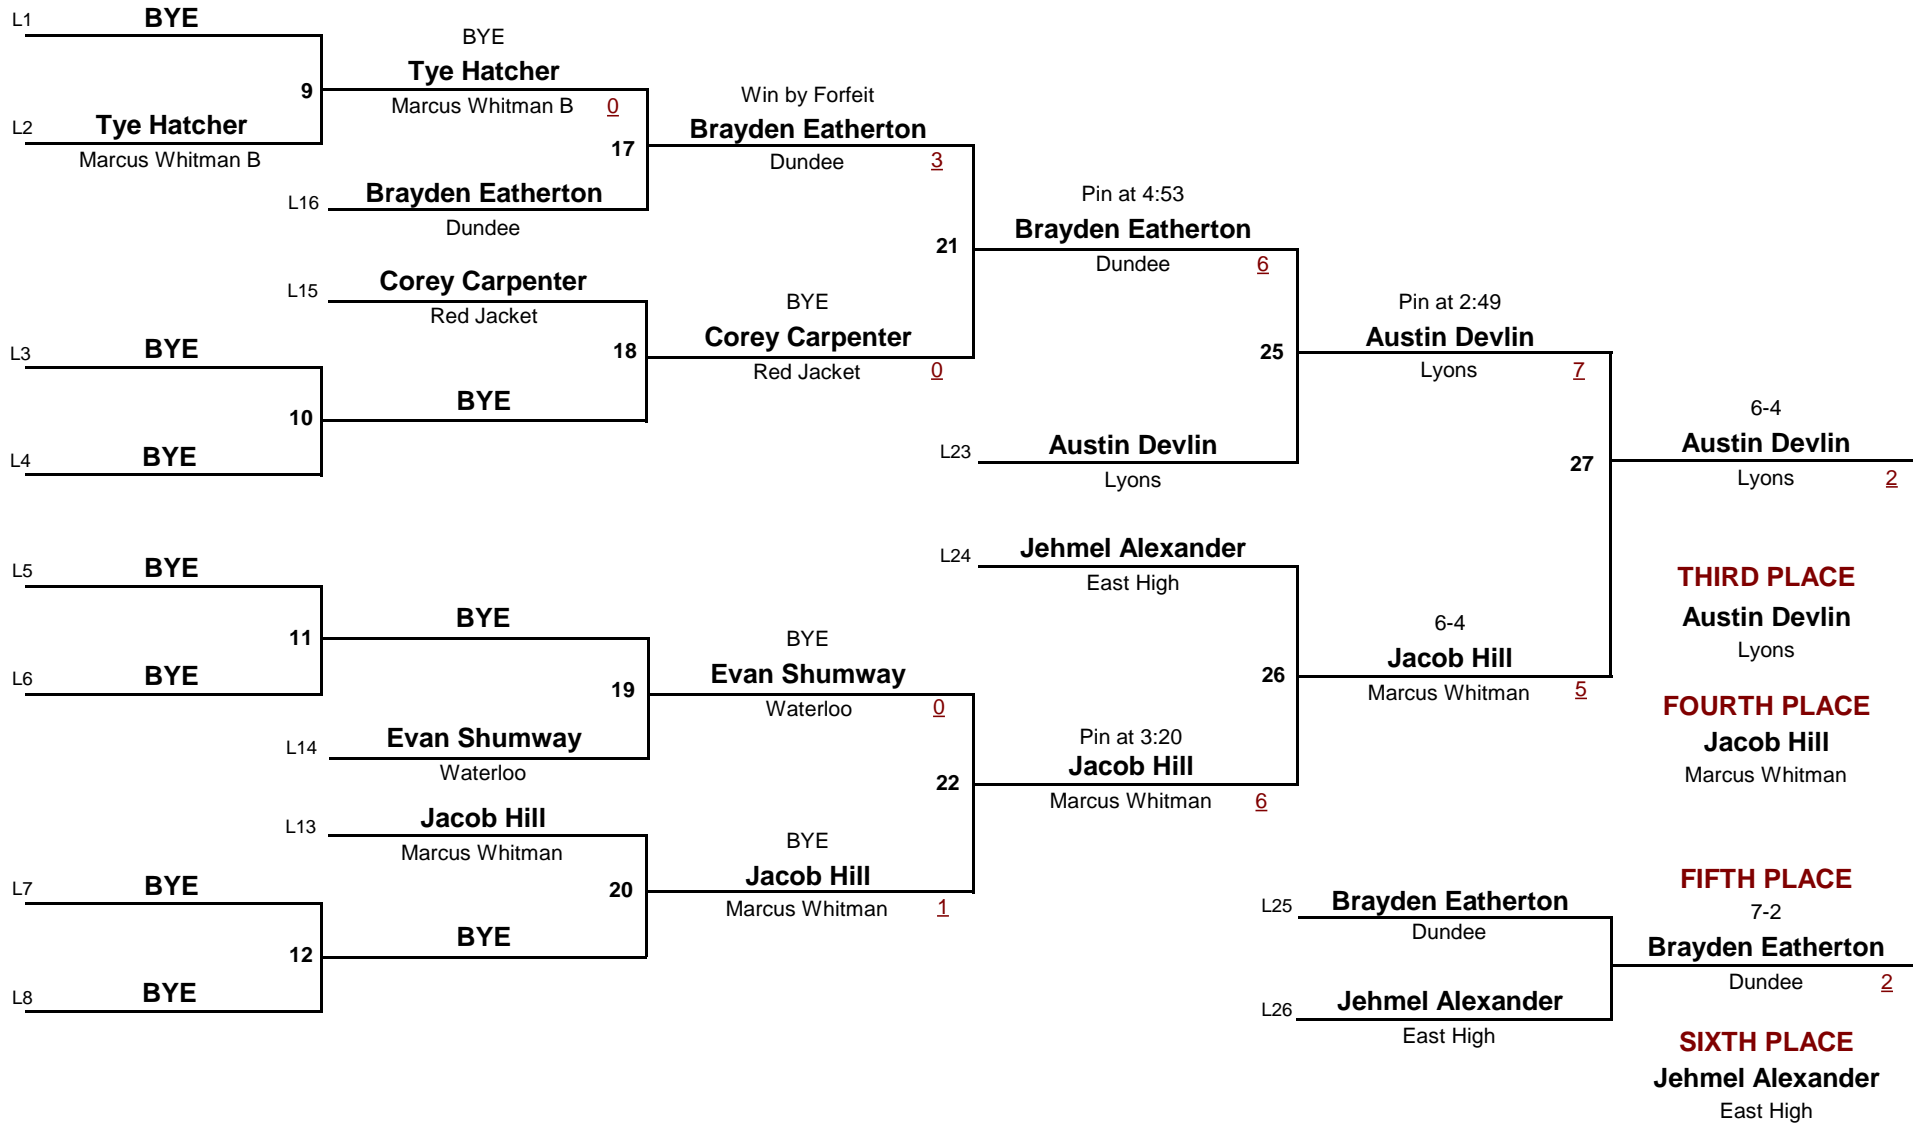 L1 BYE
BYE
Tye Hatcher
9
Marcus Whitman B 0
L2 Tye Hatcher
Marcus Whitman B
17
Win by Forfeit
Brayden Eatherton
Dundee 3
L16 Brayden Eatherton
Dundee
21
Pin at 4:53
Brayden Eatherton
Dundee 6
L15 Corey Carpenter
Red Jacket
18
BYE
Corey Carpenter
Red Jacket 0
L3 BYE
10
BYE
L4 BYE
25
Pin at 2:49
Austin Devlin
Lyons 7
L23 Austin Devlin
Lyons
27
6-4
Austin Devlin
Lyons 2
L24 Jehmel Alexander
East High
L5 BYE
11
BYE
L6 BYE
19
BYE
Evan Shumway
Waterloo 0
L14 Evan Shumway
Waterloo
22
Pin at 3:20
Jacob Hill
Marcus Whitman 6
26
6-4
Jacob Hill
Marcus Whitman 5
L13 Jacob Hill
Marcus Whitman
20
BYE
Jacob Hill
Marcus Whitman 1
L7 BYE
12
BYE
L8 BYE
THIRD PLACE
Austin Devlin
Lyons
FOURTH PLACE
Jacob Hill
Marcus Whitman
L25 Brayden Eatherton
Dundee
L26 Jehmel Alexander
East High
FIFTH PLACE
7-2
Brayden Eatherton
Dundee 2
SIXTH PLACE
Jehmel Alexander
East High